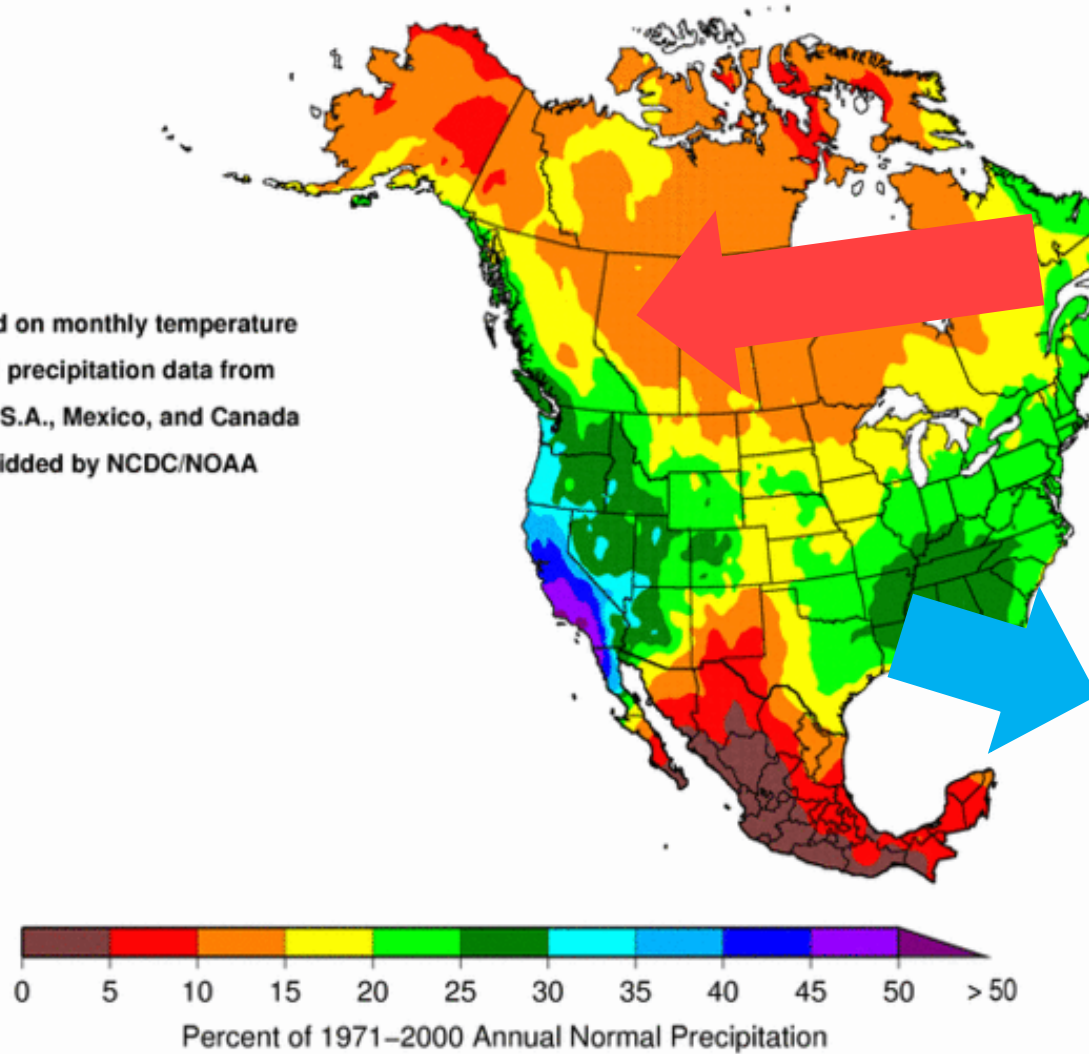 d on monthly temperature
precipitation data from
S.A., Mexico, and Canada
idded by NCDC/NOAA
0 5 10 15 20 25 30 35 40 45 50 > 50
Percent of 1971–2000 Annual Normal Precipitation